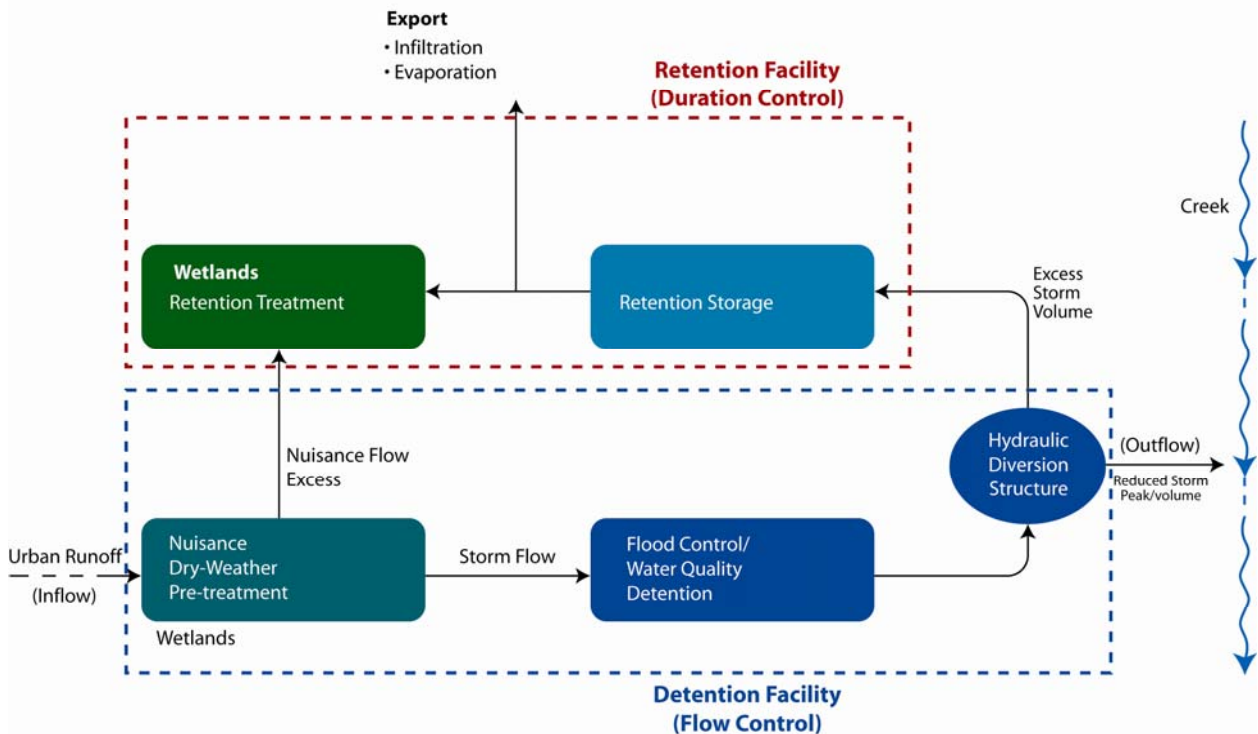 Export
• Infiltration
• Evaporation
Retention Facility
(Duration Control)
Creek
Wetlands
Retention Treatment
Retention Storage
Excess
Storm
Volume
Nuisance Flow
Excess
Hydraulic
Diversion
Structure
(Outflow)
Reduced Storm
Peak/volume
Urban Runoff
(Inflow)
Nuisance
Dry-Weather
Pre-treatment
Wetlands
Storm Flow
Flood Control/
Water Quality
Detention
Detention Facility
(Flow Control)